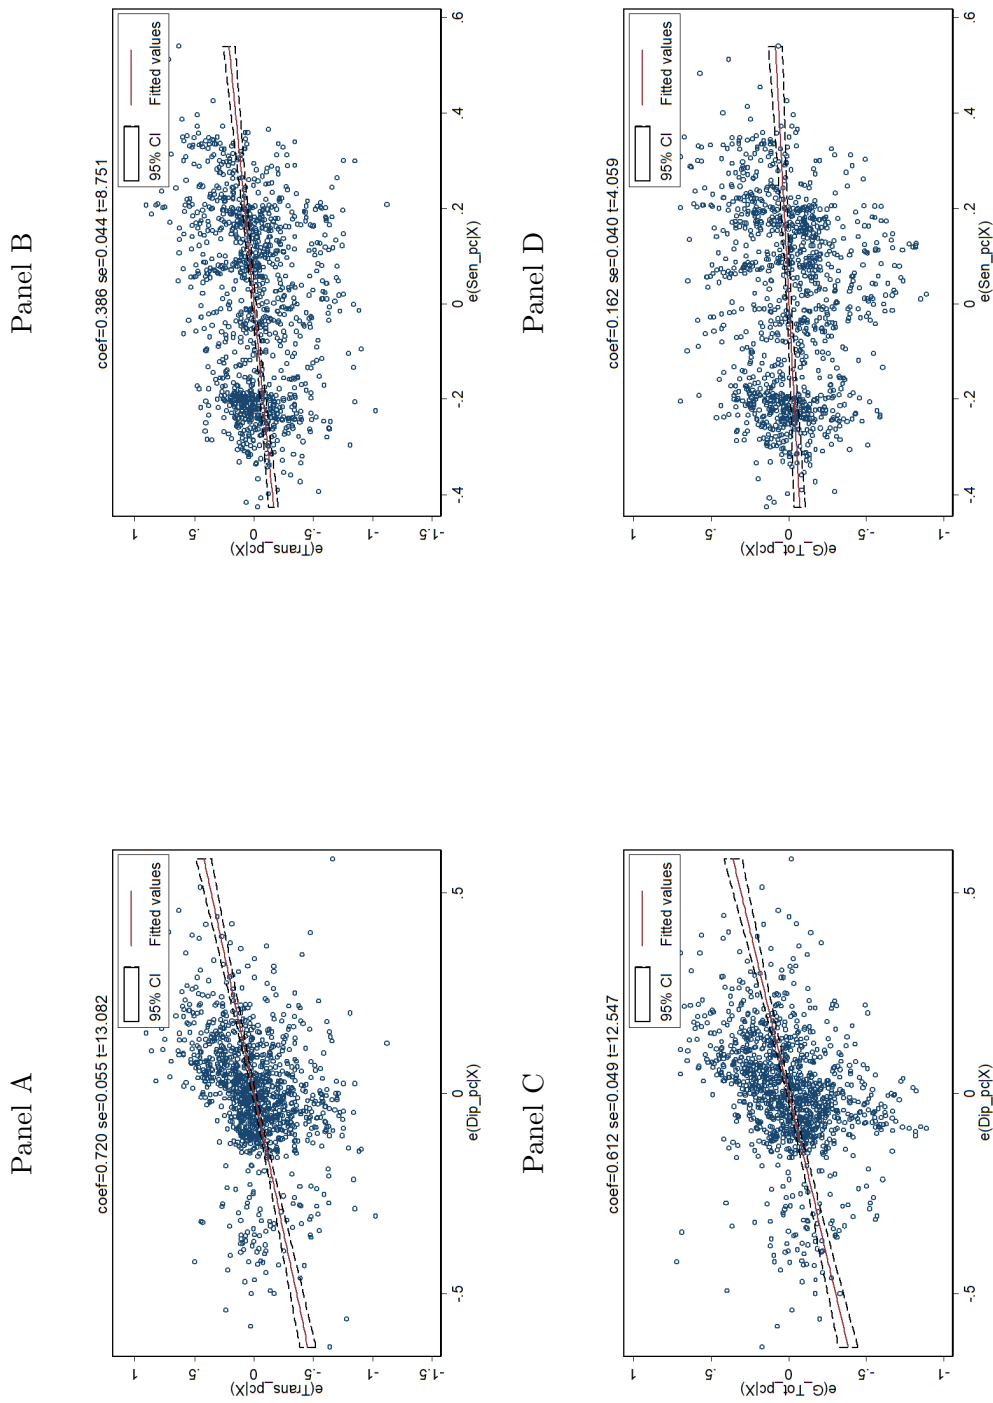 Panel A
coef=0.720 se=0.055 t=13.082
95% CI
Fitted values
e(Trans_pc|X)
1
.5
0
-.5
-1
-1.5
-.5
0
.5
e(Dip_pc|X)
Panel B
coef=0.386 se=0.044 t=8.751
95% CI
Fitted values
e(Trans_pc|X)
1
.5
0
-.5
-1
-1.5
-.4
-.2
0
.2
.4
.6
e(Sen_pc|X)
Panel C
coef=0.612 se=0.049 t=12.547
95% CI
Fitted values
e(G_Tot_pc|X)
1
.5
0
-.5
-1
-.5
0
.5
e(Dip_pc|X)
Panel D
coef=0.162 se=0.040 t=4.059
95% CI
Fitted values
e(G_Tot_pc|X)
1
.5
0
-.5
-1
-.4
-.2
0
.2
.4
.6
e(Sen_pc|X)